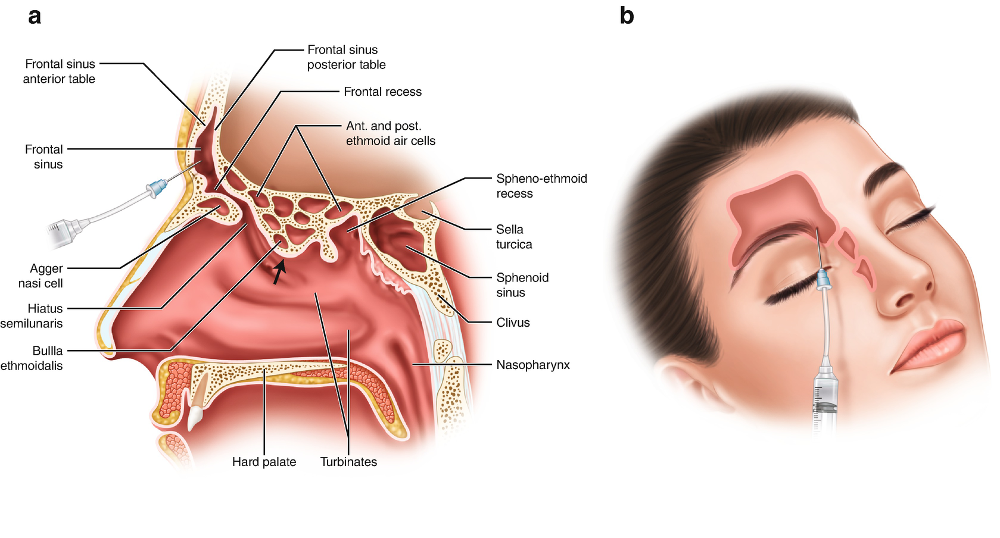 a
b
Frontal sinus
anterior table
Frontal sinus
posterior table
Frontal recess
Ant. and post.
ethmoid air cells
Frontal
sinus
Spheno-ethmoid
recess
Sella
turcica
Agger
nasi cell
Sphenoid
sinus
Hiatus
semilunaris
Clivus
Bullla
ethmoidalis
Nasopharynx
Hard palate
Turbinates